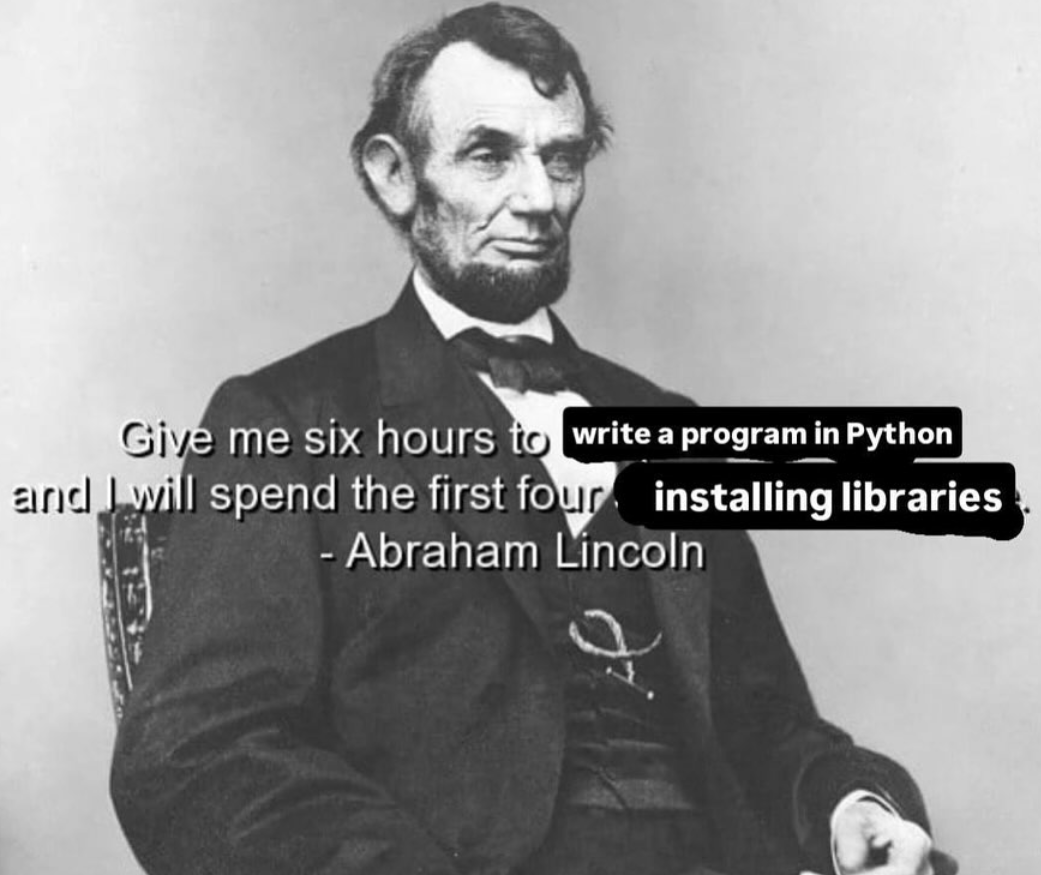 Give me six hours to write a program in Python
and I will spend the first four installing libraries.
- Abraham Lincoln